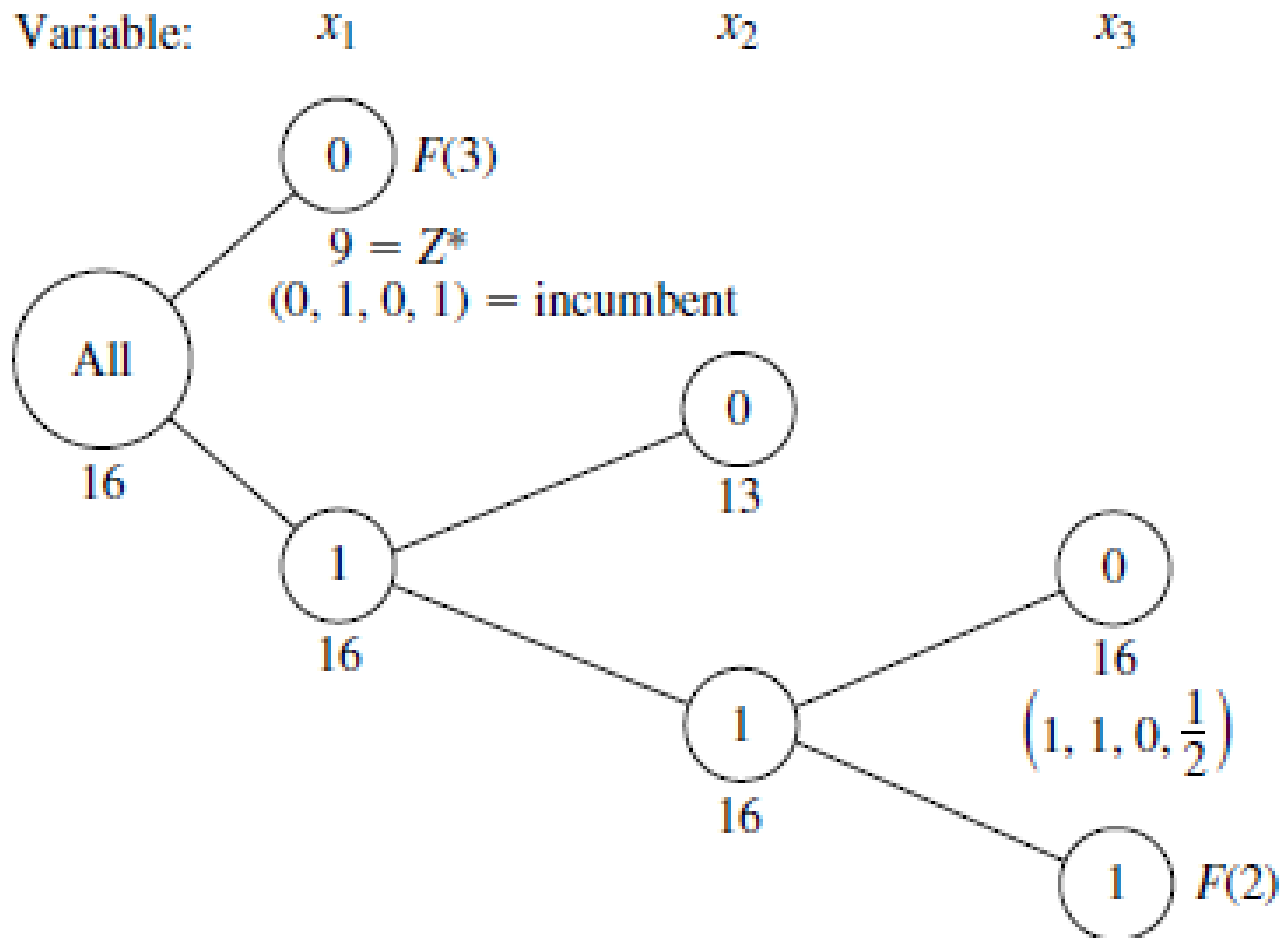 Variable: x₁ x₂ x₃
0 F(3)
9 = Z*
(0, 1, 0, 1) = incumbent
All
16
0
13
1
16
0
16
(1, 1, 0, 1/2)
1
16
1 F(2)